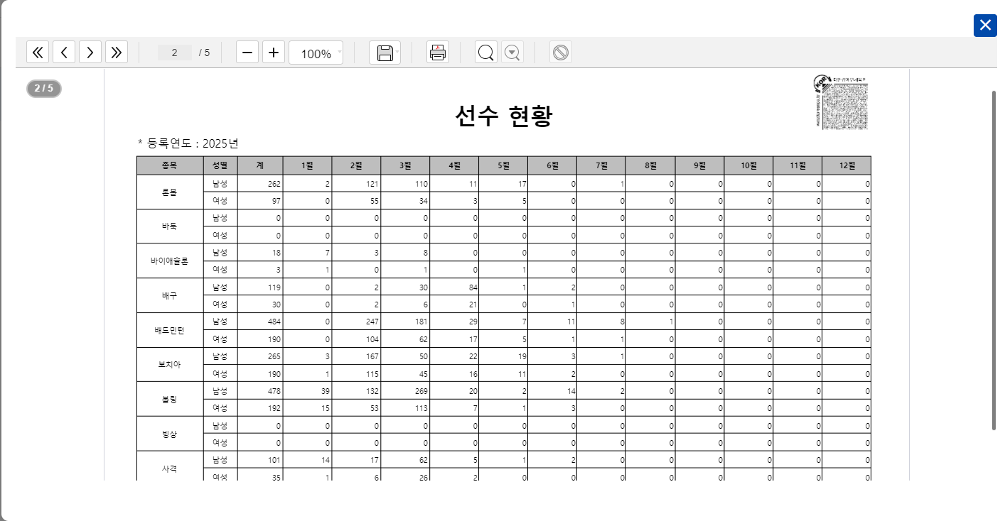 2 / 5
100%
2 / 5
KOR
선수 현황
* 등록연도 : 2025년
종목 성별 계 1월 2월 3월 4월 5월 6월 7월 8월 9월 10월 11월 12월
론볼 남성 262 2 121 110 11 17 0 1 0 0 0 0 0
여성 97 0 55 34 3 5 0 0 0 0 0 0 0
바둑 남성 0 0 0 0 0 0 0 0 0 0 0 0 0
여성 0 0 0 0 0 0 0 0 0 0 0 0 0
바이애슬론 남성 18 7 3 8 0 0 0 0 0 0 0 0 0
여성 3 1 0 1 0 1 0 0 0 0 0 0 0
배구 남성 119 0 2 30 84 1 2 0 0 0 0 0 0
여성 30 0 2 6 21 0 1 0 0 0 0 0 0
배드민턴 남성 484 0 247 181 29 7 11 8 1 0 0 0 0
여성 190 0 104 62 17 5 1 1 0 0 0 0 0
보치아 남성 265 3 167 50 22 19 3 1 0 0 0 0 0
여성 190 1 115 45 16 11 2 0 0 0 0 0 0
볼링 남성 478 39 132 269 20 2 14 2 0 0 0 0 0
여성 192 15 53 113 7 1 3 0 0 0 0 0 0
빙상 남성 0 0 0 0 0 0 0 0 0 0 0 0 0
여성 0 0 0 0 0 0 0 0 0 0 0 0 0
사격 남성 101 14 17 62 5 1 2 0 0 0 0 0 0
여성 35 1 6 26 2 0 0 0 0 0 0 0 0